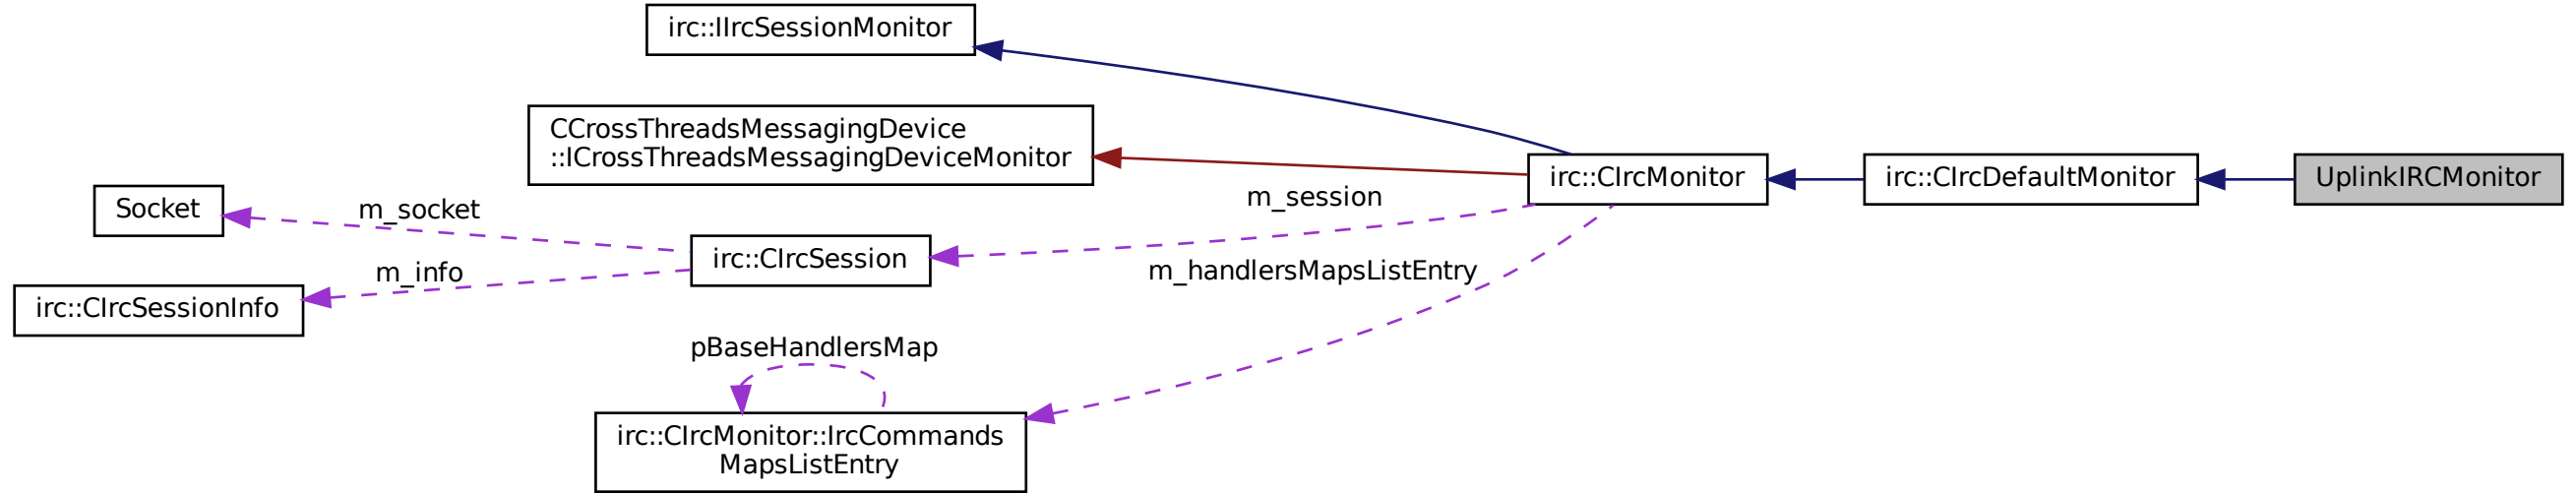 irc::IIrcSessionMonitor
CCrossThreadsMessagingDevice
::ICrossThreadsMessagingDeviceMonitor
irc::CIrcMonitor
irc::CIrcDefaultMonitor
UplinkIRCMonitor
m_session
Socket
m_socket
irc::CIrcSession
m_info
m_handlersMapsListEntry
irc::CIrcSessionInfo
pBaseHandlersMap
irc::CIrcMonitor::IrcCommands
MapsListEntry